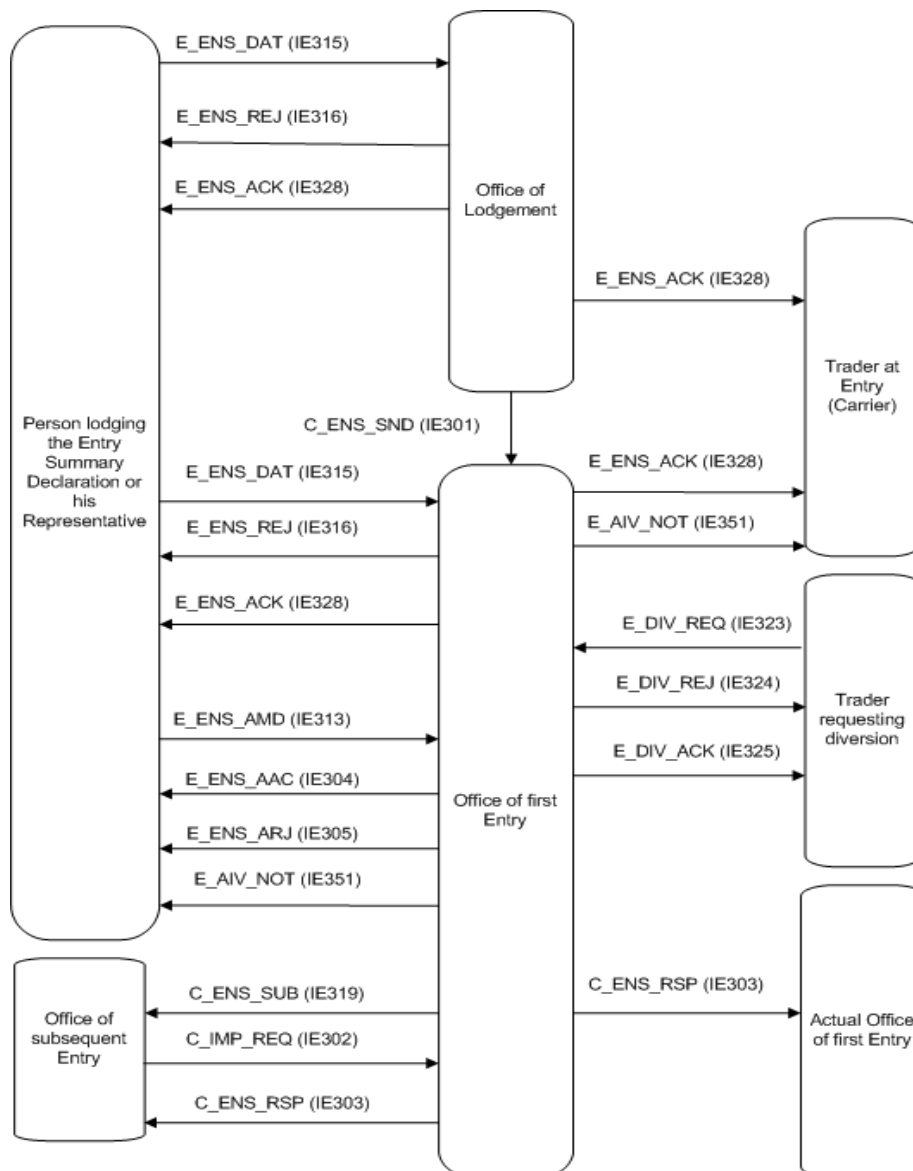 E_ENS_DAT (IE315)
E_ENS_REJ (IE316)
E_ENS_ACK (IE328)
Office of
Lodgement
E_ENS_ACK (IE328)
Trader at
Entry
(Carrier)
Person lodging
the Entry
Summary
Declaration or
his
Representative
C_ENS_SND (IE301)
E_ENS_DAT (IE315)
E_ENS_REJ (IE316)
E_ENS_ACK (IE328)
E_ENS_AMD (IE313)
E_ENS_AAC (IE304)
E_ENS_ARJ (IE305)
E_AIV_NOT (IE351)
Office of first
Entry
E_ENS_ACK (IE328)
E_AIV_NOT (IE351)
E_DIV_REQ (IE323)
E_DIV_REJ (IE324)
E_DIV_ACK (IE325)
Trader
requesting
diversion
Office of
subsequent
Entry
C_ENS_SUB (IE319)
C_IMP_REQ (IE302)
C_ENS_RSP (IE303)
C_ENS_RSP (IE303)
Actual Office
of first Entry